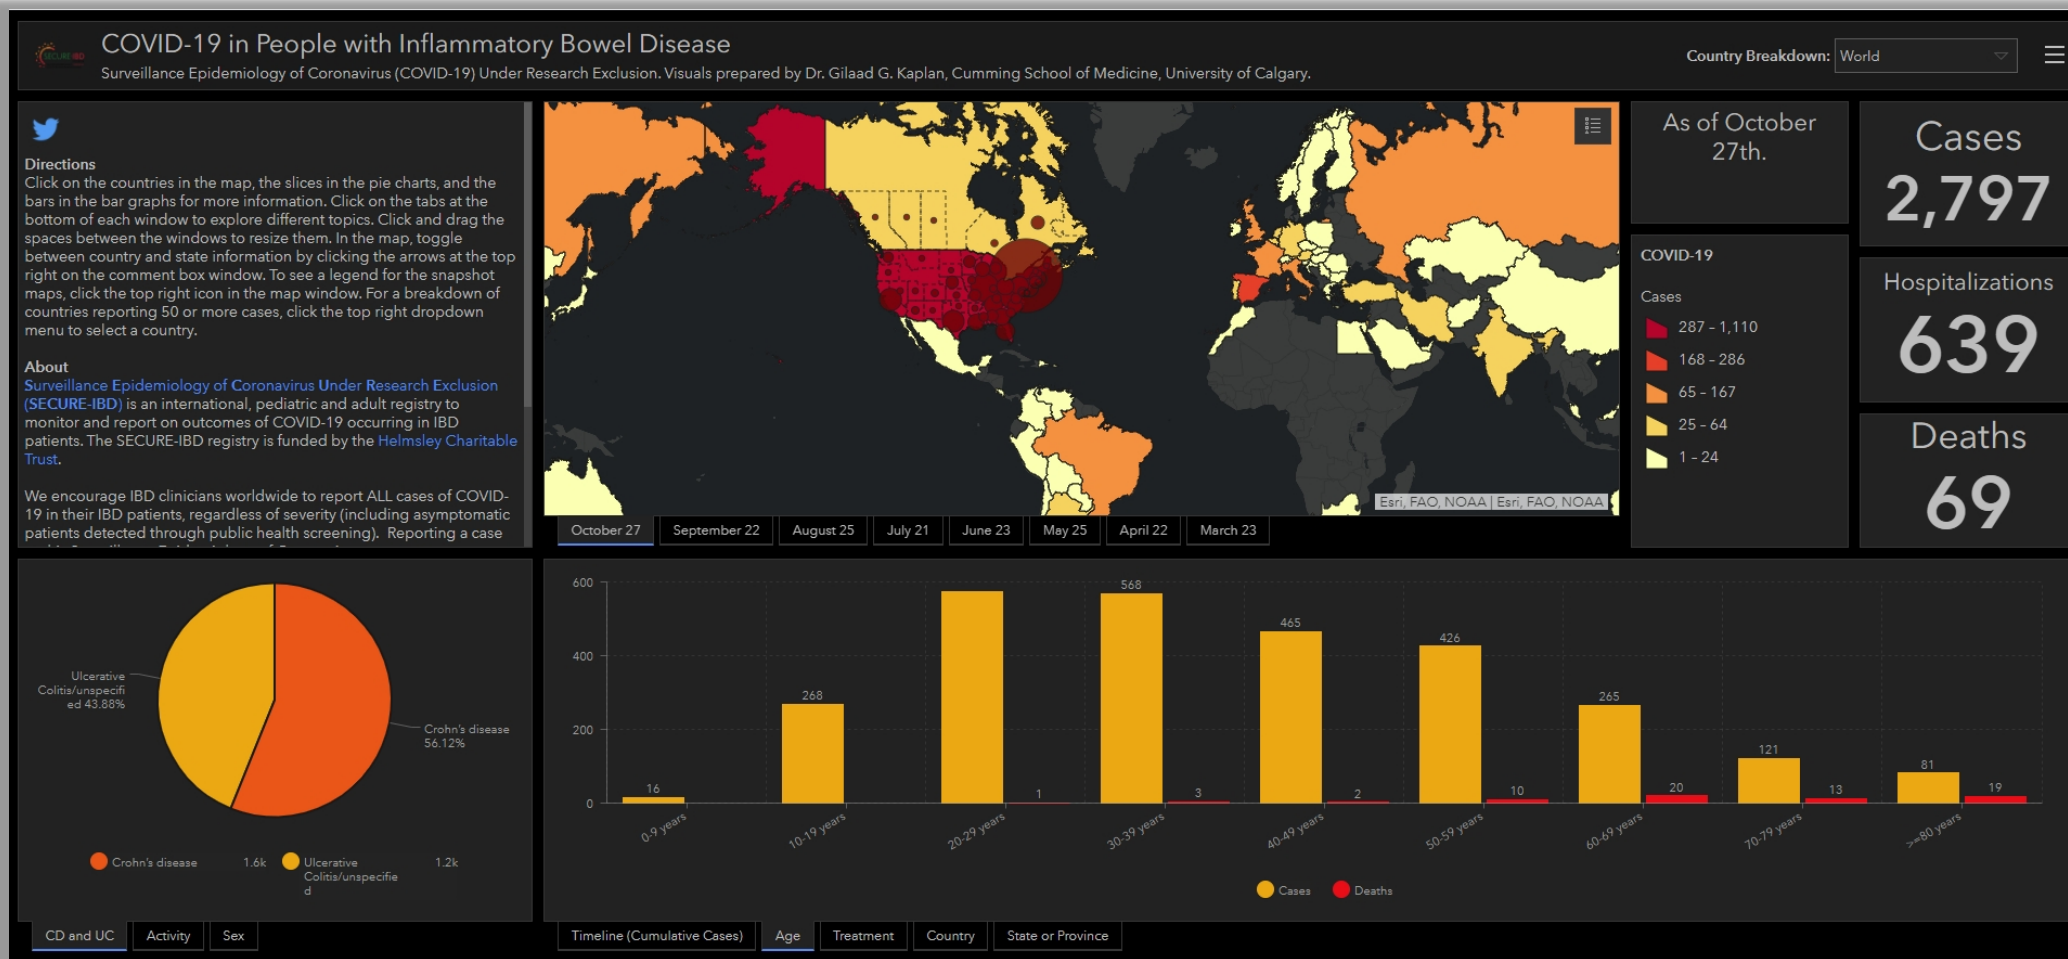 SECURE-IBD
COVID-19 in People with Inflammatory Bowel Disease
Surveillance Epidemiology of Coronavirus (COVID-19) Under Research Exclusion. Visuals prepared by Dr. Gilaad G. Kaplan, Cumming School of Medicine, University of Calgary.
Country Breakdown:
World
Directions
Click on the countries in the map, the slices in the pie charts, and the
bars in the bar graphs for more information. Click on the tabs at the
bottom of each window to explore different topics. Click and drag the
spaces between the windows to resize them. In the map, toggle
between country and state information by clicking the arrows at the top
right on the comment box window. To see a legend for the snapshot
maps, click the top right icon in the map window. For a breakdown of
countries reporting 50 or more cases, click the top right dropdown
menu to select a country.
About
Surveillance Epidemiology of Coronavirus Under Research Exclusion
(SECURE-IBD) is an international, pediatric and adult registry to
monitor and report on outcomes of COVID-19 occurring in IBD
patients. The SECURE-IBD registry is funded by the Helmsley Charitable
Trust.
We encourage IBD clinicians worldwide to report ALL cases of COVID-
19 in their IBD patients, regardless of severity (including asymptomatic
patients detected through public health screening). Reporting a case
Esri, FAO, NOAA | Esri, FAO, NOAA
October 27
September 22
August 25
July 21
June 23
May 25
April 22
March 23
As of October
27th.
COVID-19
Cases
287 – 1,110
168 – 286
65 – 167
25 – 64
1 – 24
Cases
2,797
Hospitalizations
639
Deaths
69
Ulcerative
Colitis/unspecifi
ed 43.88%
Crohn's disease
56.12%
Crohn's disease 1.6k
Ulcerative 1.2k
Colitis/unspecifie
d
CD and UC
Activity
Sex
600
400
200
0
16
268
1
568
3
465
2
426
10
265
20
121
13
81
19
0-9 years
10-19 years
20-29 years
30-39 years
40-49 years
50-59 years
60-69 years
70-79 years
>=80 years
Cases
Deaths
Timeline (Cumulative Cases)
Age
Treatment
Country
State or Province